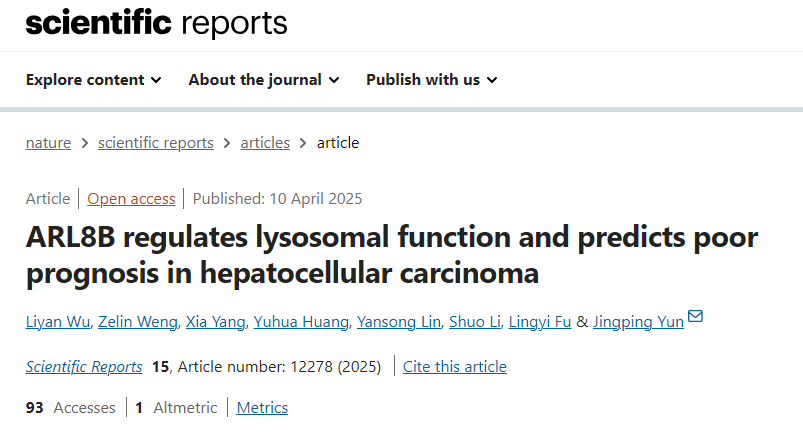 scientific reports
Explore content About the journal Publish with us
nature > scientific reports > articles > article
Article | Open access | Published: 10 April 2025
ARL8B regulates lysosomal function and predicts poor
prognosis in hepatocellular carcinoma
Liyan Wu, Zelin Weng, Xia Yang, Yuhua Huang, Yansong Lin, Shuo Li, Lingyi Fu & Jingping Yun
Scientific Reports 15, Article number: 12278 (2025) | Cite this article
93 Accesses | 1 Altmetric | Metrics